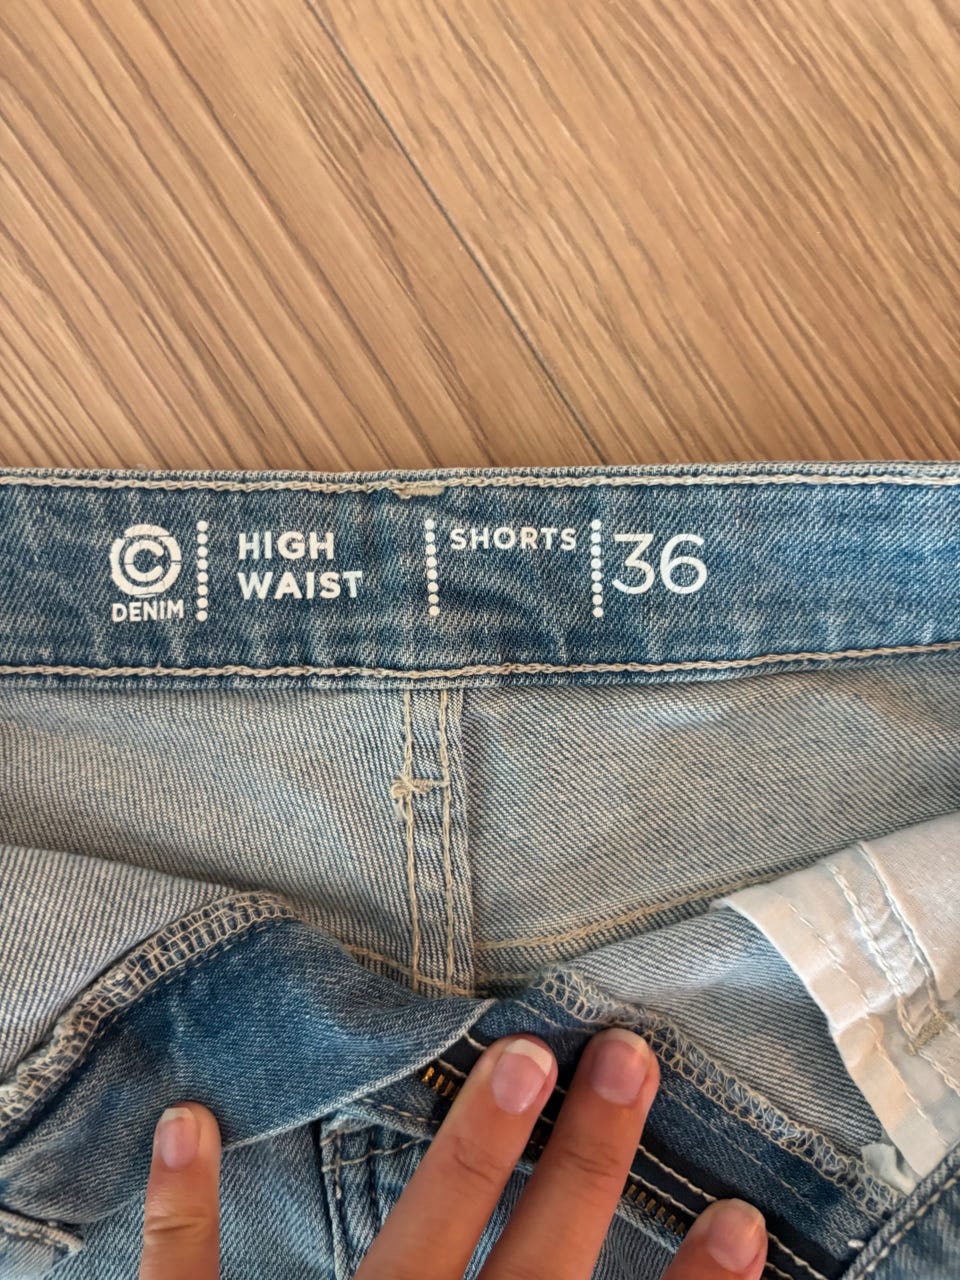 C
DENIM
HIGH
WAIST
SHORTS
36